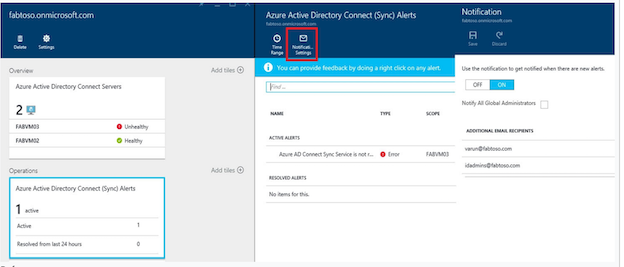 fabtoso.onmicrosoft.com
Delete
Settings
Overview
Add tiles
Azure Active Directory Connect Servers
2
FABVM03 Unhealthy
FABVM02 Healthy
Operations
Add tiles
Azure Active Directory Connect (Sync) Alerts
1 active
Active 1
Resolved from last 24 hours 0
Azure Active Directory Connect (Sync) Alerts
fabtoso.onmicrosoft.com
Time Range
Notificati... Settings
You can provide feedback by doing a right click on any alert.
Find...
NAME TYPE SCOPE
ACTIVE ALERTS
Azure AD Connect Sync Service is not r... Error FABVM03
RESOLVED ALERTS
No items for this.
Notification
fabtoso.onmicrosoft.com
Save
Discard
Use the notification to get notified when there are new alerts.
OFF ON
Notify All Global Administrators
ADDITIONAL EMAIL RECIPIENTS
varun@fabtoso.com
idadmins@fabtoso.com